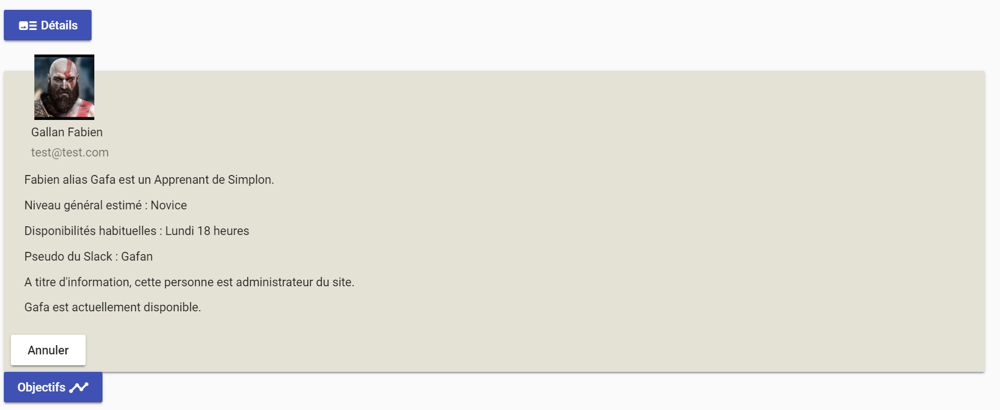 Détails
Gallan Fabien
test@test.com
Fabien alias Gafa est un Apprenant de Simplon.
Niveau général estimé : Novice
Disponibilités habituelles : Lundi 18 heures
Pseudo du Slack : Gafan
A titre d'information, cette personne est administrateur du site.
Gafa est actuellement disponible.
Annuler
Objectifs